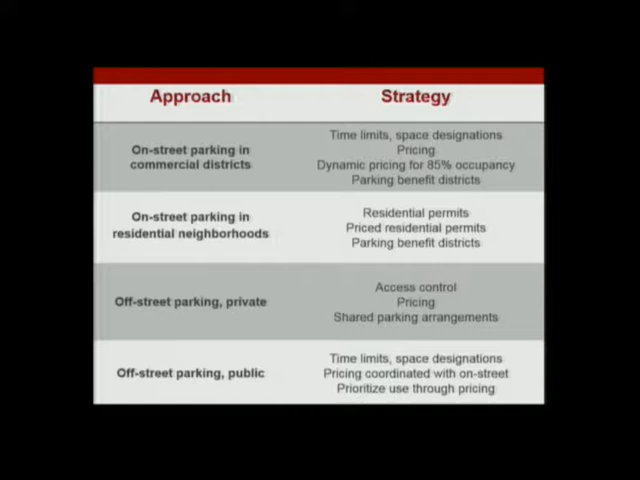 Approach
Strategy
On-street parking in
commercial districts
Time limits, space designations
Pricing
Dynamic pricing for 85% occupancy
Parking benefit districts
On-street parking in
residential neighborhoods
Residential permits
Priced residential permits
Parking benefit districts
Off-street parking, private
Access control
Pricing
Shared parking arrangements
Off-street parking, public
Time limits, space designations
Pricing coordinated with on-street
Prioritize use through pricing